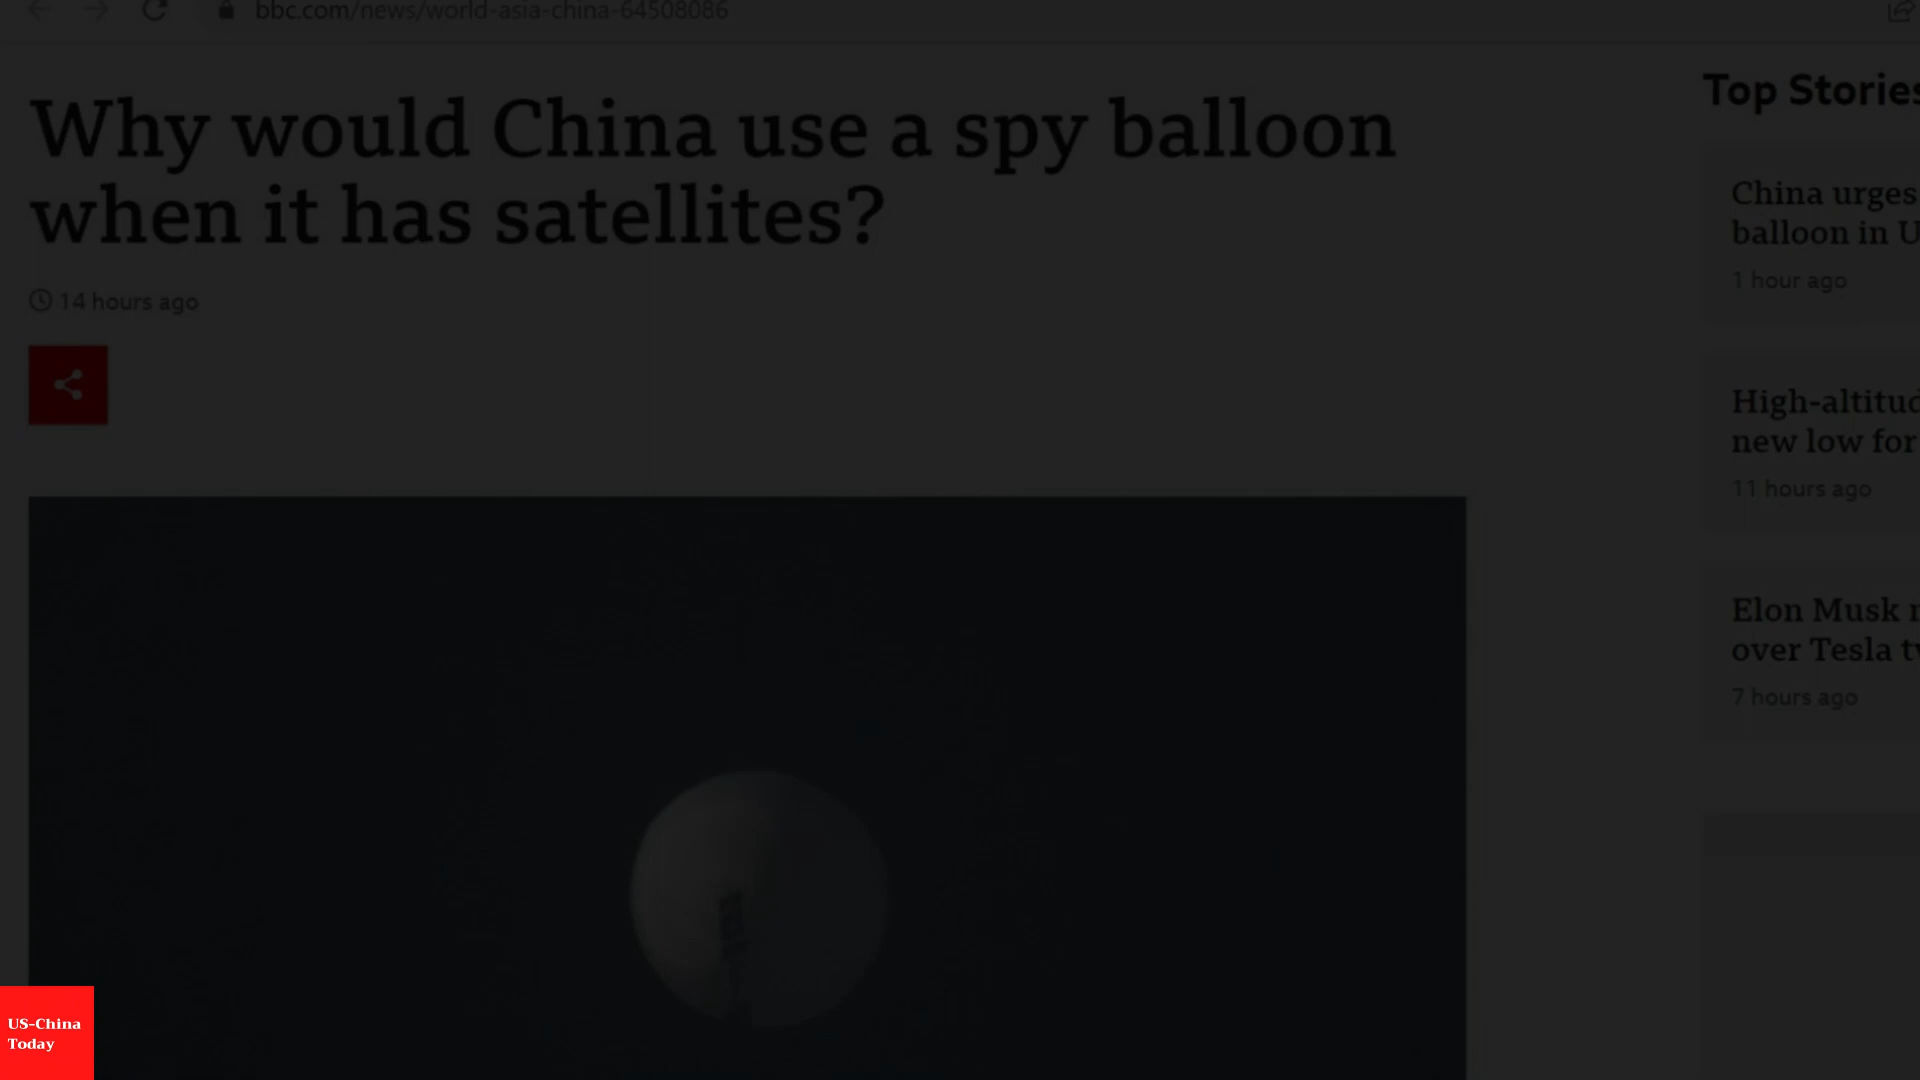 bbc.com/news/world-asia-china-64508086
Why would China use a spy balloon
when it has satellites?
14 hours ago
Top Stories
China urges
balloon in U
1 hour ago
High-altitud
new low for
11 hours ago
Elon Musk
over Tesla
7 hours ago
US-China
Today